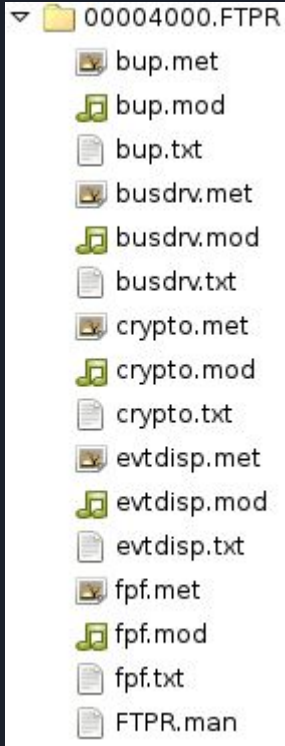 00004000.FTPR
bup.met
bup.mod
bup.txt
busdrv.met
busdrv.mod
busdrv.txt
crypto.met
crypto.mod
crypto.txt
evtdisp.met
evtdisp.mod
evtdisp.txt
fpf.met
fpf.mod
fpf.txt
FTPR.man